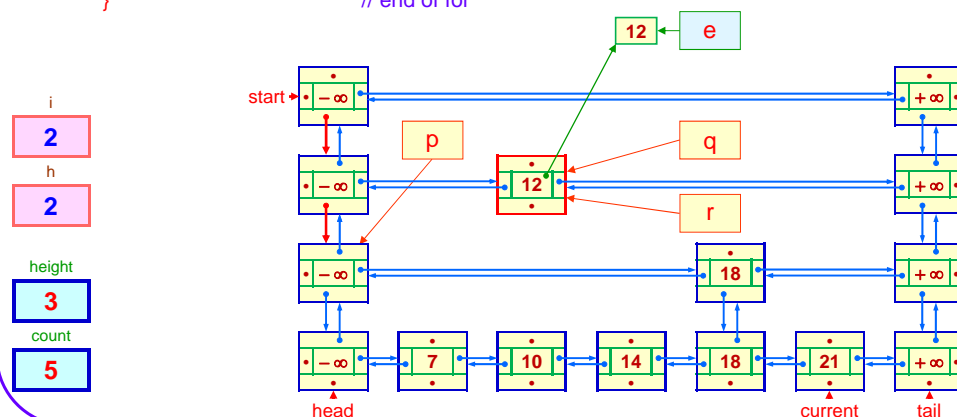 }
// end of for
12
e
start
− ∞
+ ∞
i
2
p
q
− ∞
12
+ ∞
h
2
r
− ∞
18
+ ∞
height
3
count
5
− ∞
7
10
14
18
21
+ ∞
head
current
tail